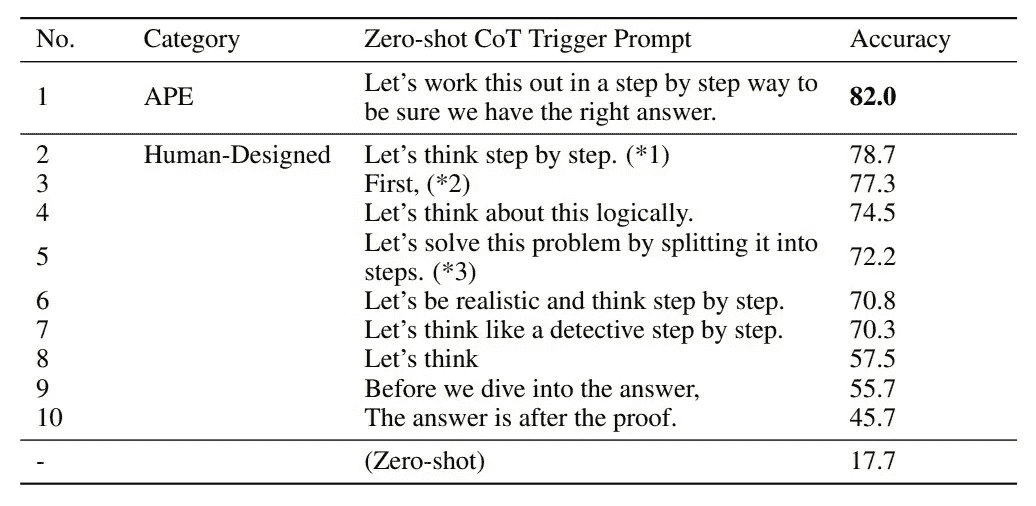 No. Category Zero-shot CoT Trigger Prompt Accuracy
1 APE Let's work this out in a step by step way to be sure we have the right answer. 82.0
2 Human-Designed Let's think step by step. (*1) 78.7
3 First, (*2) 77.3
4 Let's think about this logically. 74.5
5 Let's solve this problem by splitting it into steps. (*3) 72.2
6 Let's be realistic and think step by step. 70.8
7 Let's think like a detective step by step. 70.3
8 Let's think 57.5
9 Before we dive into the answer, 55.7
10 The answer is after the proof. 45.7
- (Zero-shot) 17.7